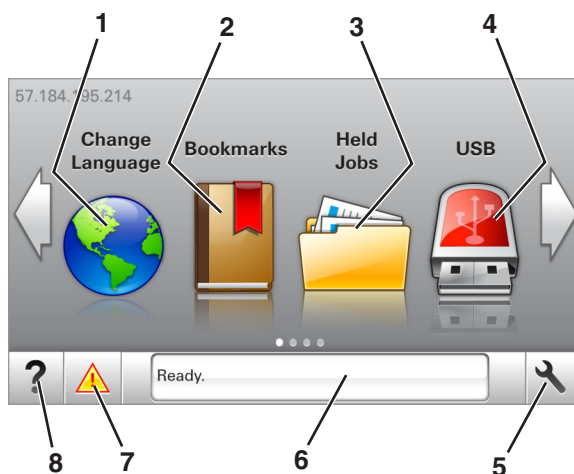 1 2 3 4
57.184.195.214
Change
Language
Bookmarks
Held
Jobs
USB
? Ready.
8 7 6 5